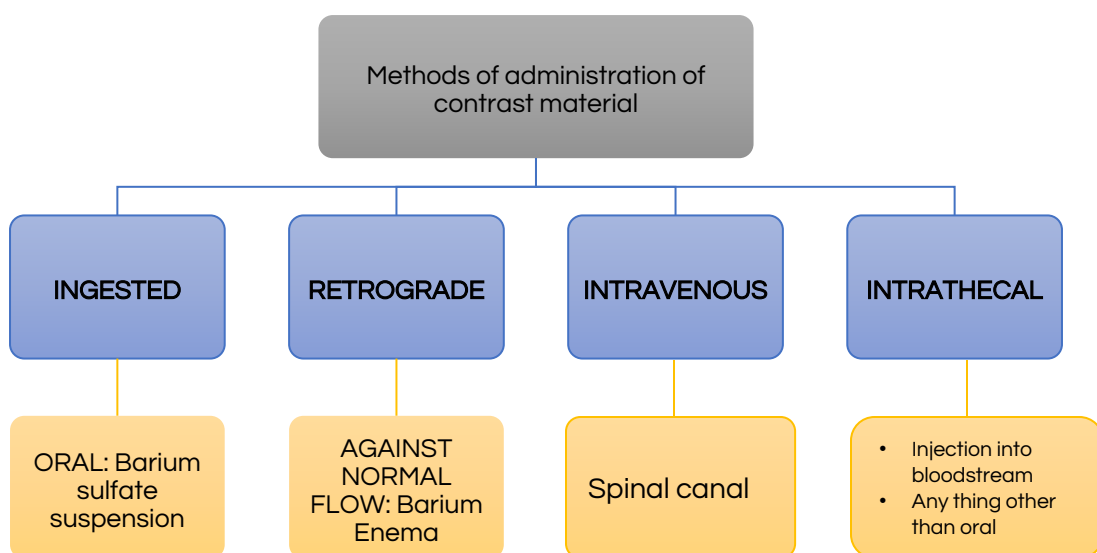 Methods of administration of
contrast material
INGESTED
RETROGRADE
INTRAVENOUS
INTRATHECAL
ORAL: Barium
sulfate
suspension
AGAINST
NORMAL
FLOW: Barium
Enema
Spinal canal
• Injection into
bloodstream
• Any thing other
than oral